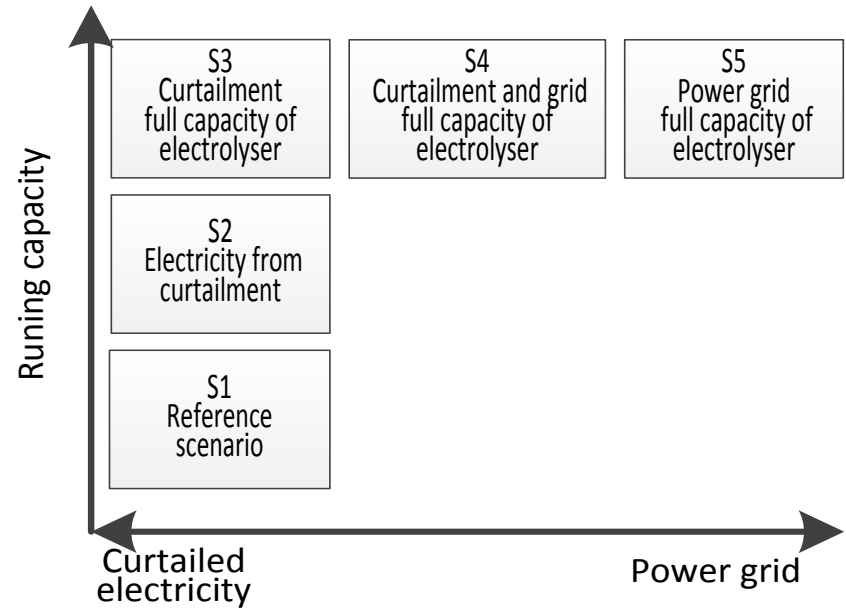 S3
Curtailment
full capacity of
electrolyser
S4
Curtailment and grid
full capacity of
electrolyser
S5
Power grid
full capacity of
electrolyser
S2
Electricity from
curtailment
S1
Reference
scenario
Runing capacity
Curtailed
electricity
Power grid